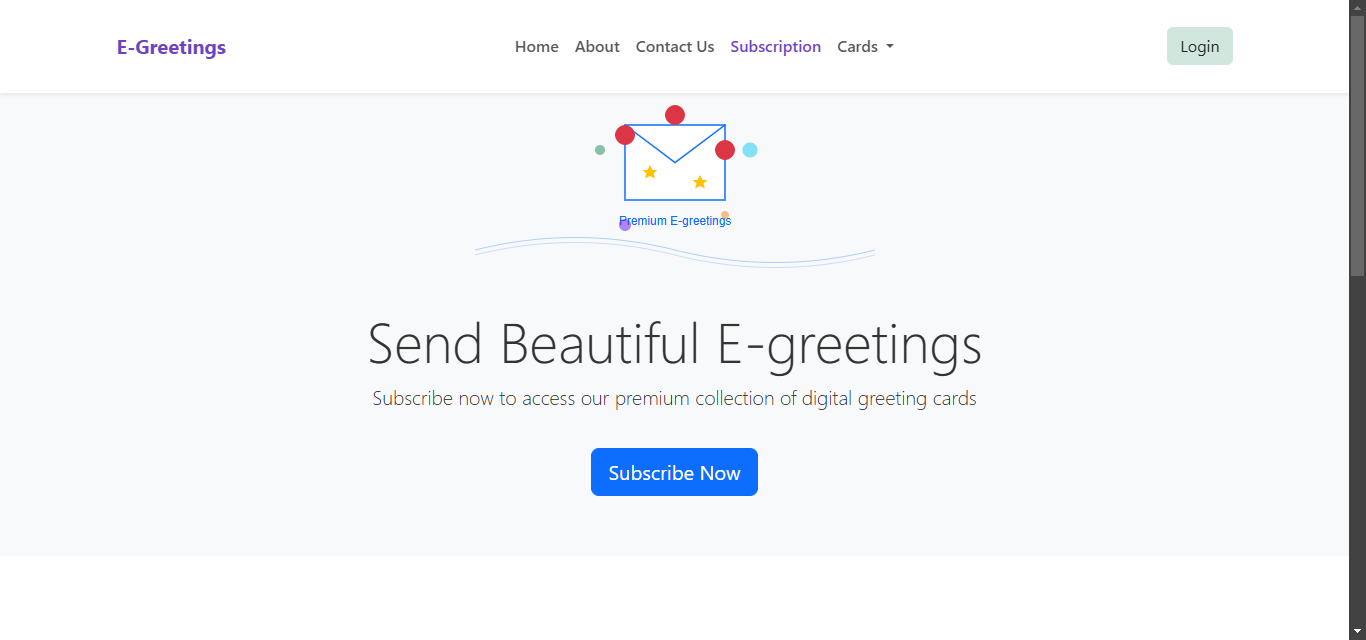 E-Greetings
Home About Contact Us Subscription Cards
Login
Premium E-greetings
Send Beautiful E-greetings
Subscribe now to access our premium collection of digital greeting cards
Subscribe Now